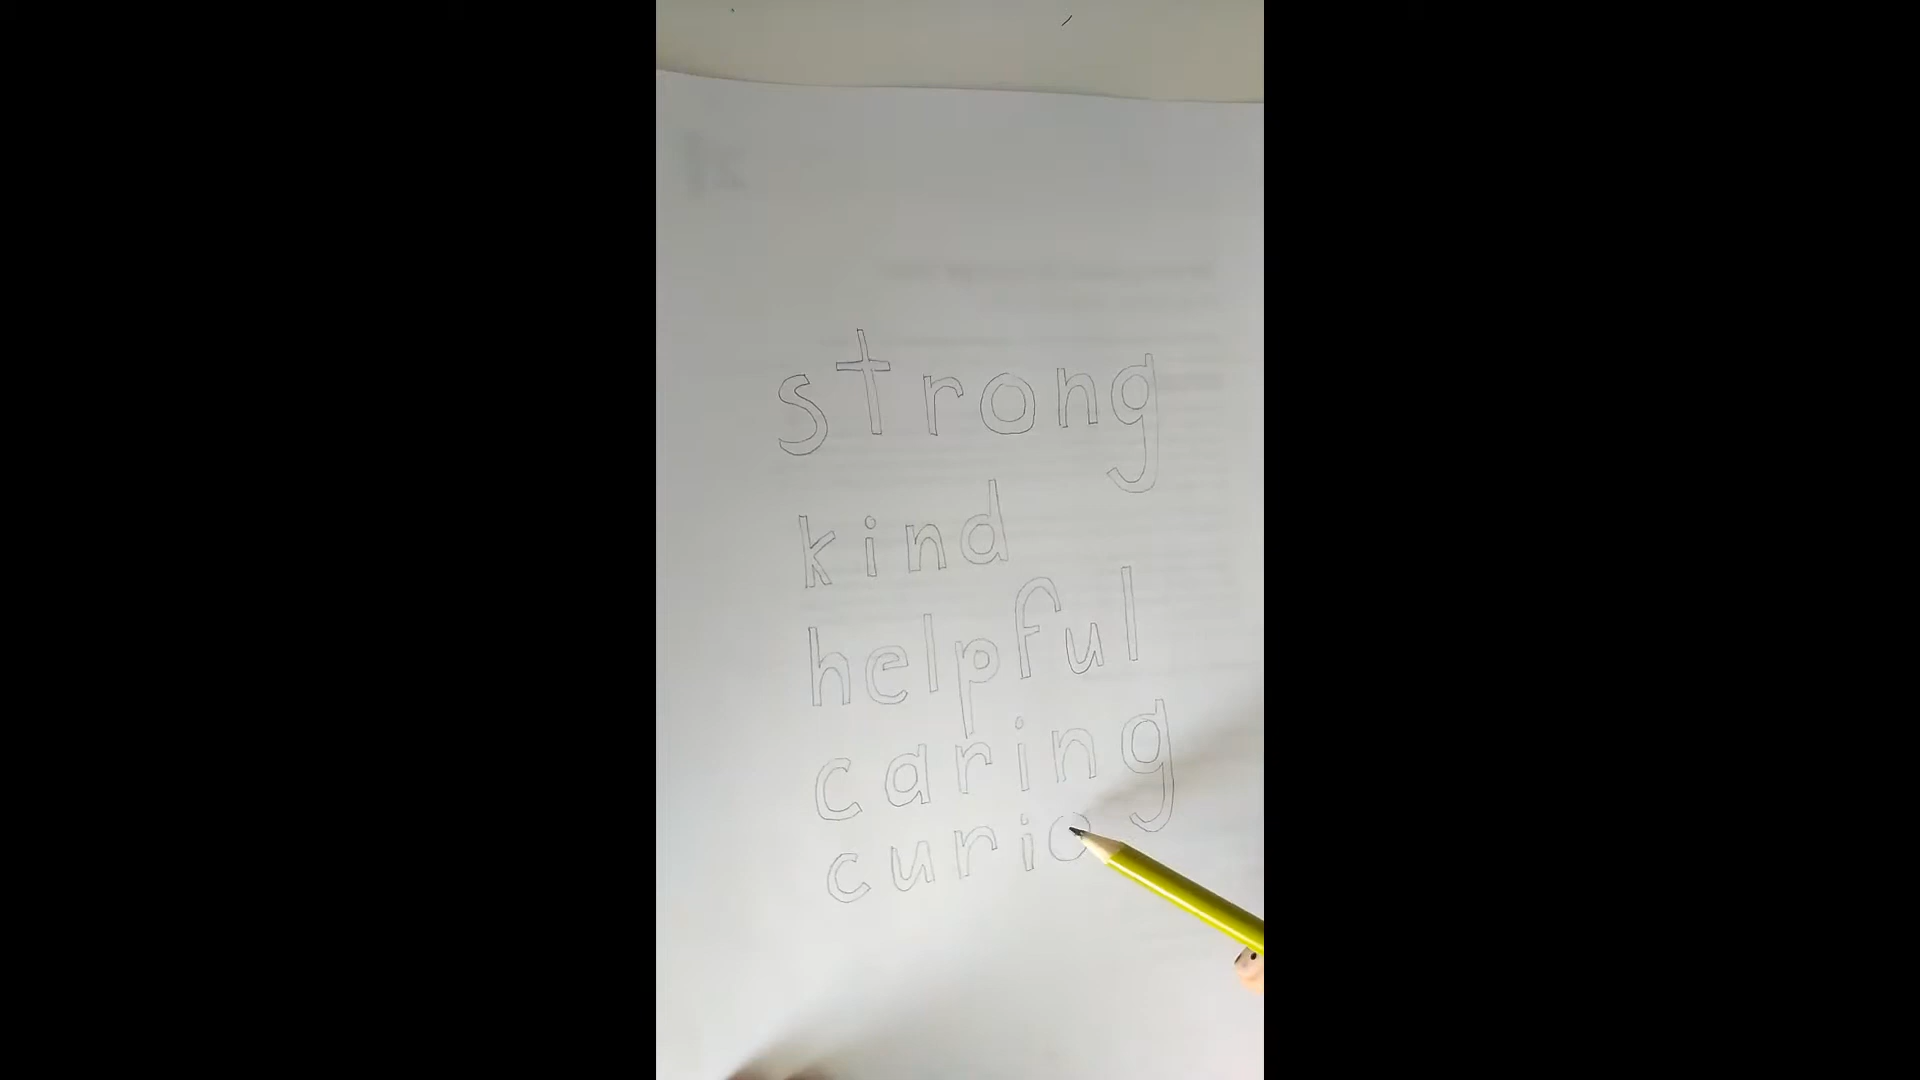 strong
kind
helpful
caring
curio